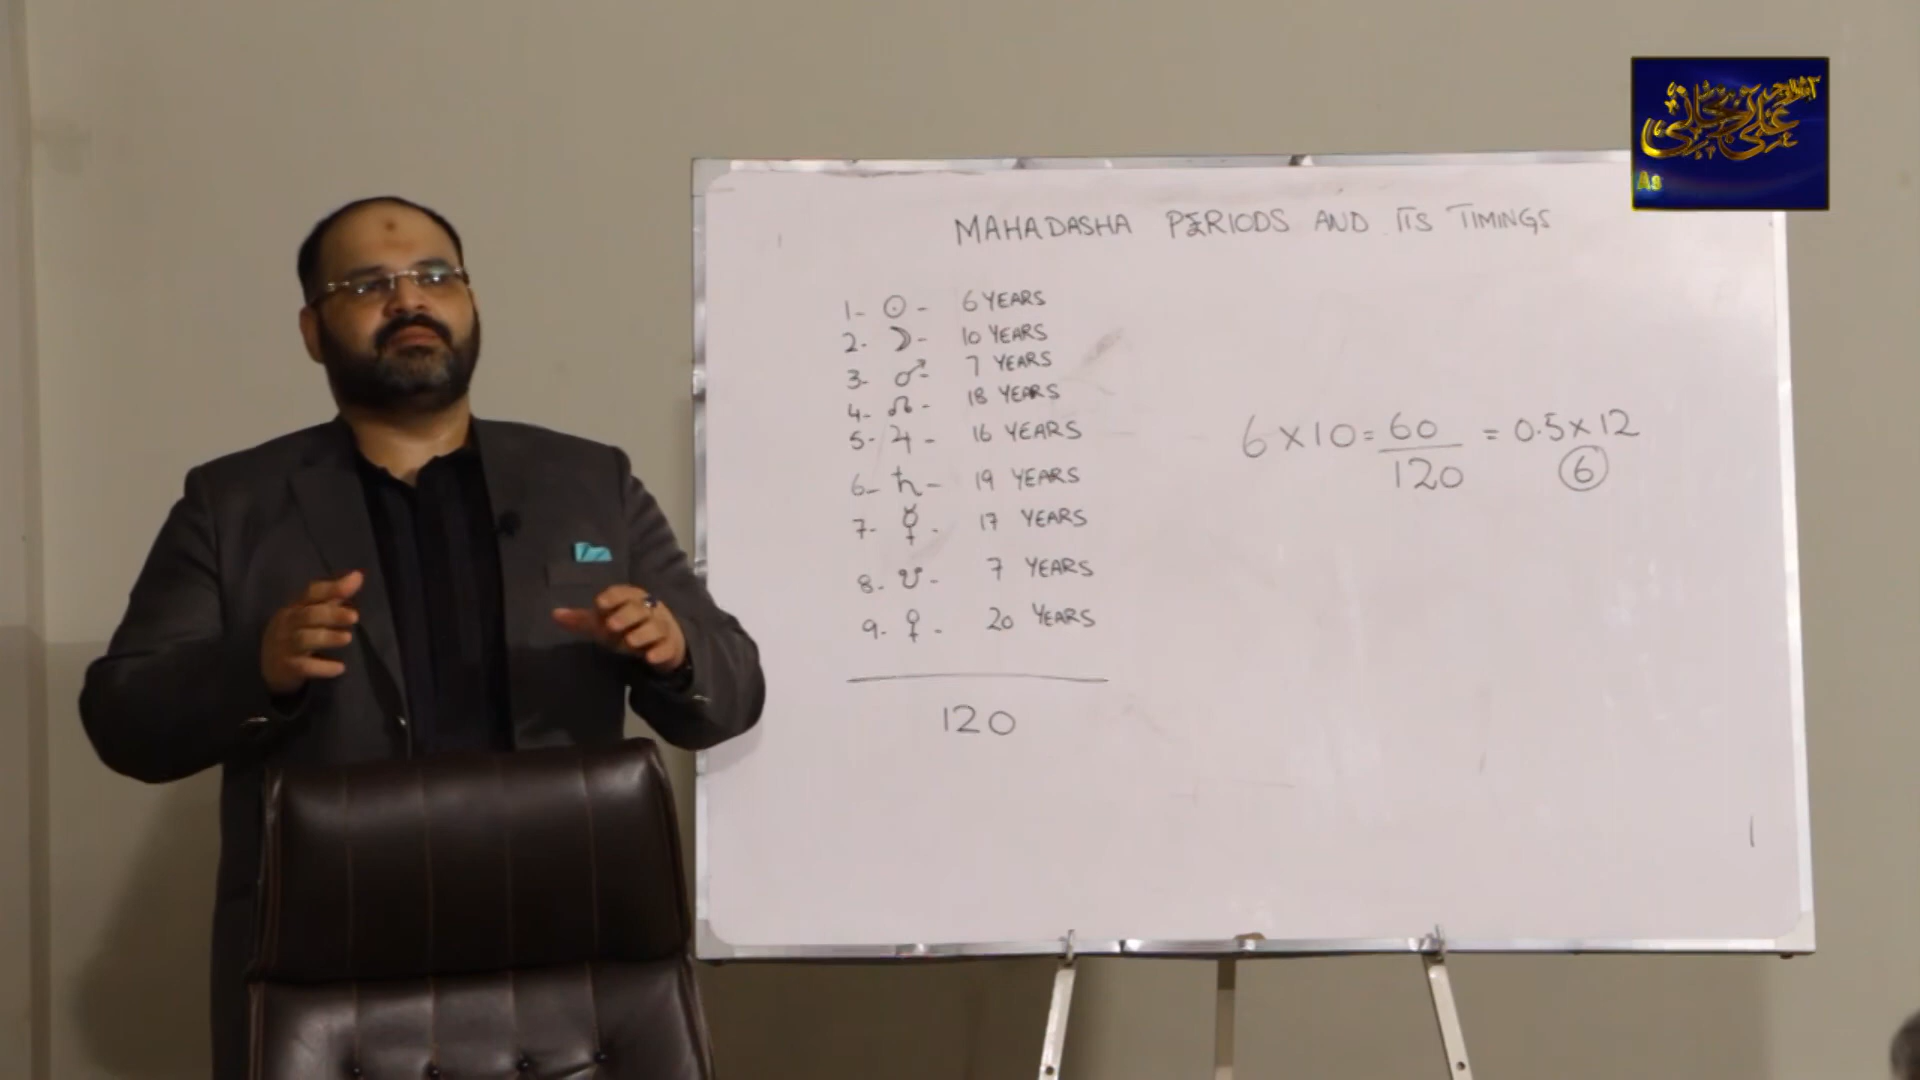 MAHADASHA PERIODS AND ITS TIMINGS
1- ☉ - 6 YEARS
2- ☽ - 10 YEARS
3- ♂ - 7 YEARS
4- ☊ - 18 YEARS
5- ♃ - 16 YEARS
6- ♄ - 19 YEARS
7- ☿ - 17 YEARS
8- ☋ - 7 YEARS
9- ♀ - 20 YEARS
120
6 X 10 = 60/120 = 0.5 X 12
6
As